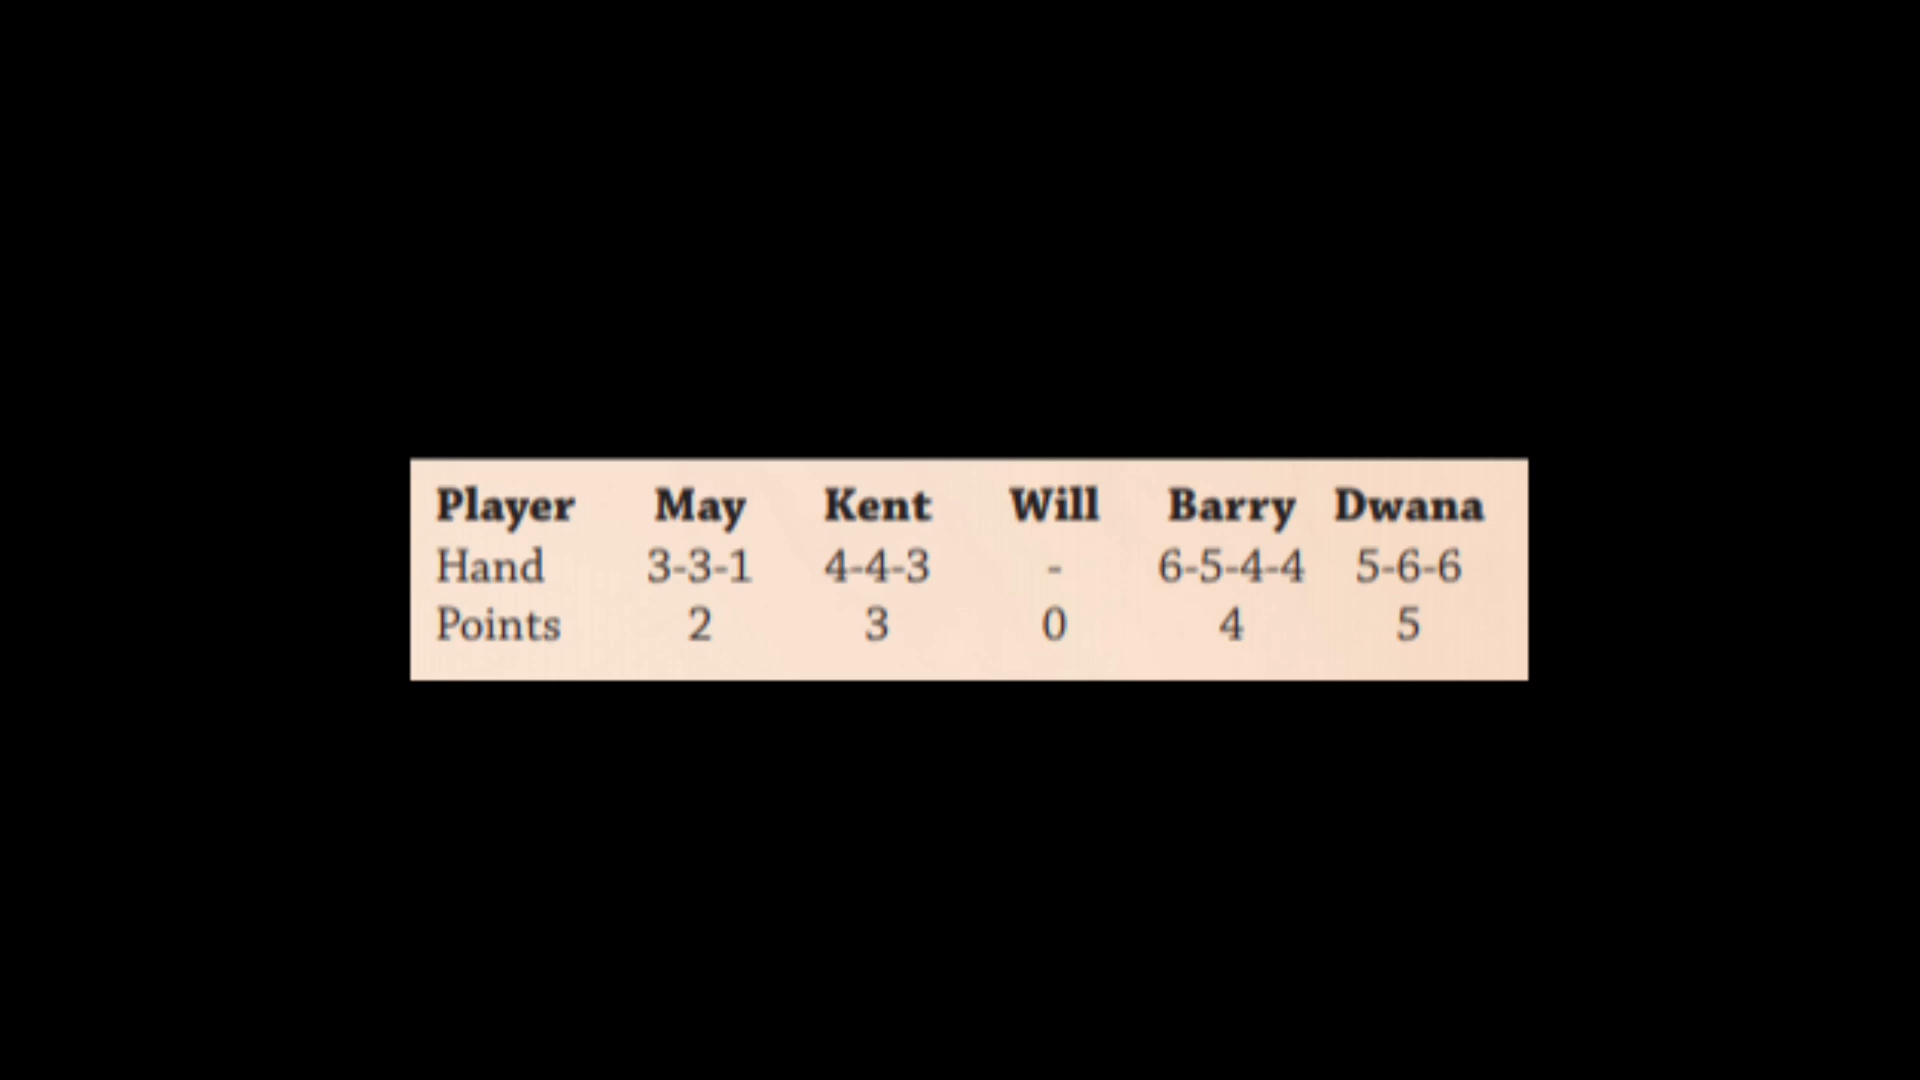 Player May Kent Will Barry Dwana
Hand 3-3-1 4-4-3 - 6-5-4-4 5-6-6
Points 2 3 0 4 5